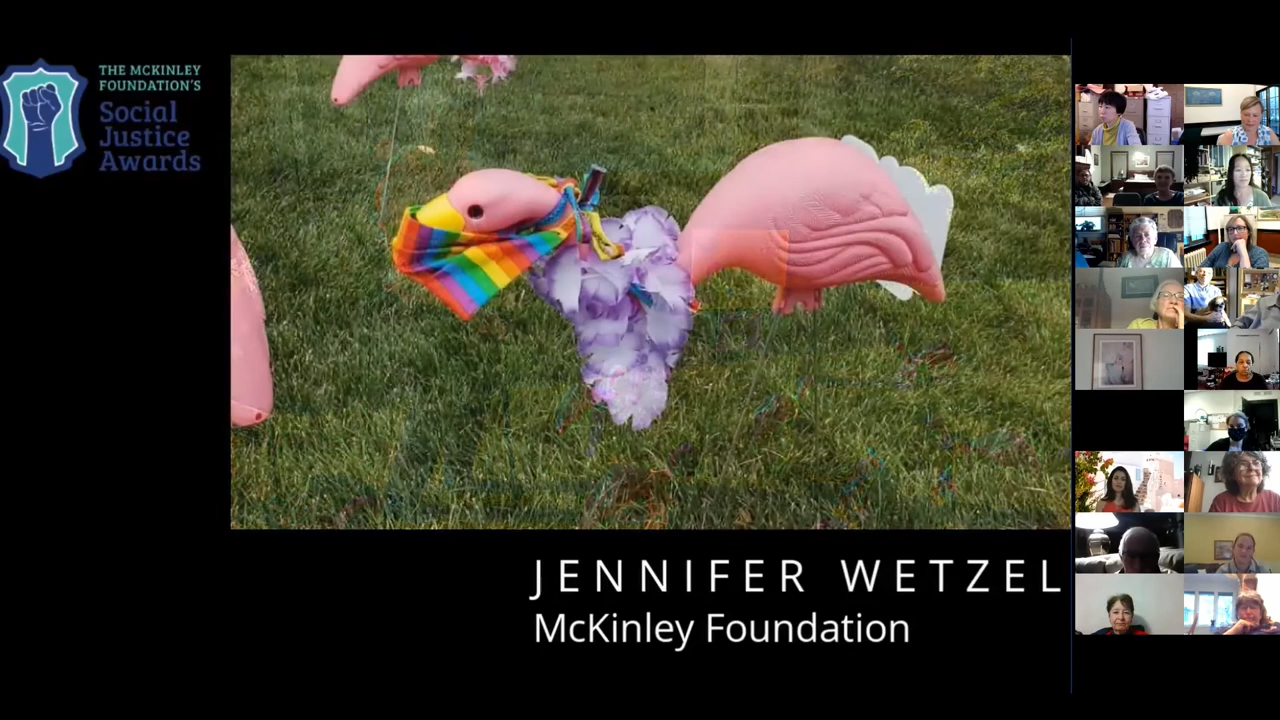 THE MCKINLEY
FOUNDATION'S
Social
Justice
Awards
JENNIFER WETZEL
McKinley Foundation